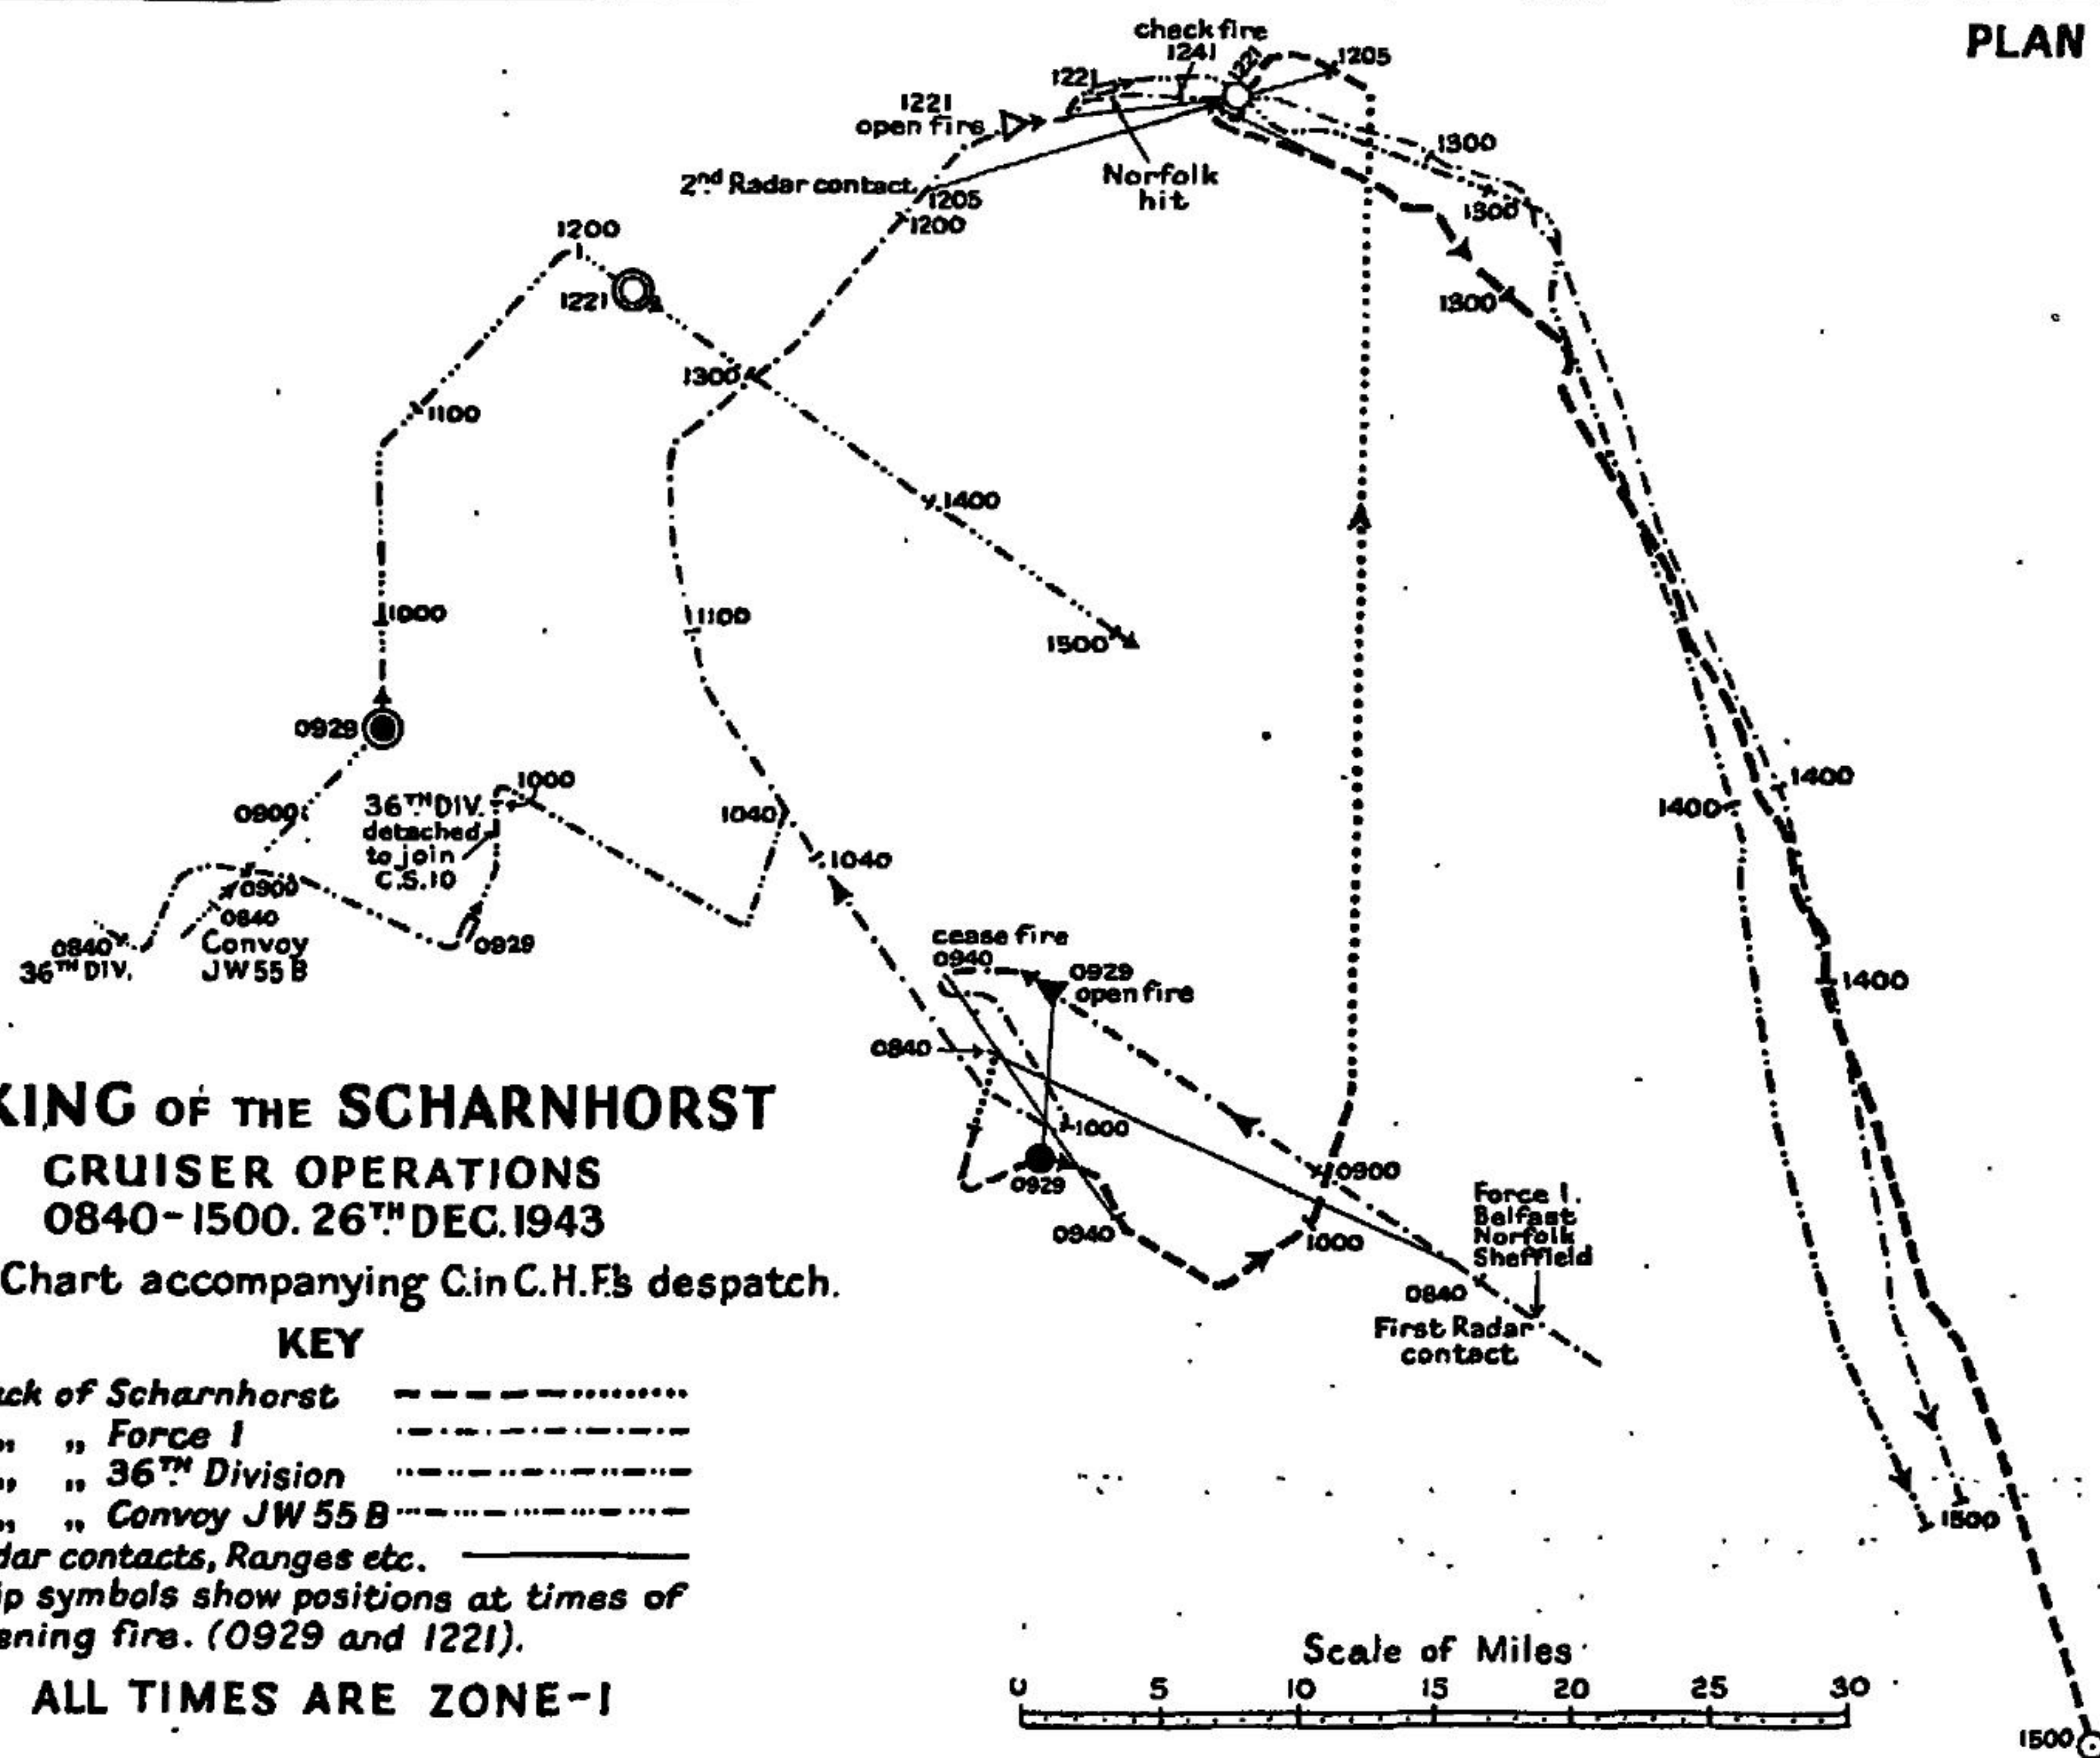 PLAN
check fire
1241
1221
1205
1221
1221
open fire
1300
Norfolk
hit
2nd Radar contact
1205
1200
1300
1200
1221
1300
1300
1100
1400
1000
1100
1500
0929
1000
36TH DIV.
detached
to join
C.S.10
0900
1040
1400
1400
1040
0900
0840
0840
36TH DIV.
Convoy
JW 55 B
0929
cease fire
0940
0929
open fire
1400
0840
1000
0900
0929
0940
1000
Force 1.
Belfast
Norfolk
Sheffield
0840
First Radar
contact
KING OF THE SCHARNHORST
CRUISER OPERATIONS
0840-1500. 26TH DEC. 1943
Chart accompanying C.in C.H.F's despatch.
KEY
ck of Scharnhorst
„ „ Force 1
„ „ 36TH Division
„ „ Convoy JW 55 B
dar contacts, Ranges etc.
ip symbols show positions at times of
ening fire. (0929 and 1221).
ALL TIMES ARE ZONE-1
1500
Scale of Miles
0 5 10 15 20 25 30
1500